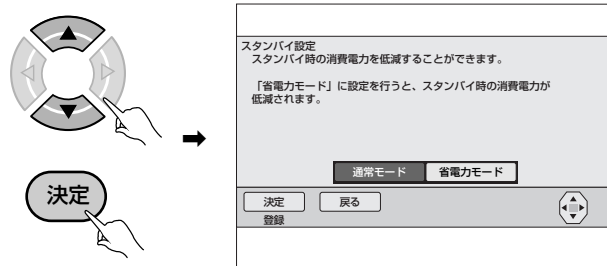 スタンバイ設定
スタンバイ時の消費電力を低減することができます。
「省電力モード」に設定を行うと、スタンバイ時の消費電力が
低減されます。
通常モード 省電力モード
決定 戻る
登録
決定